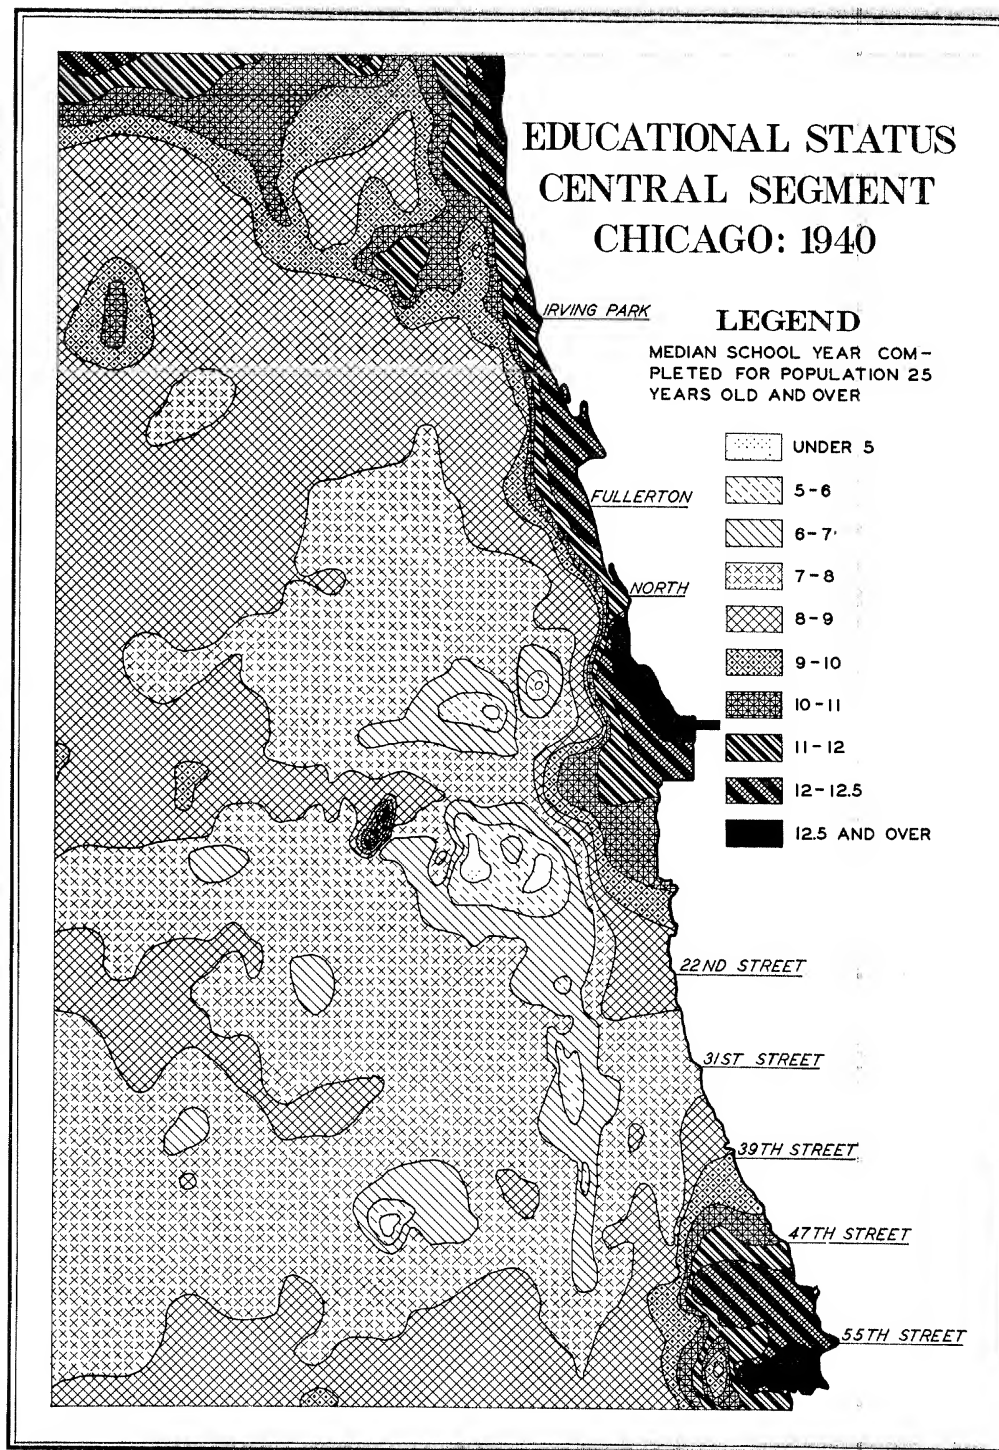 EDUCATIONAL STATUS
CENTRAL SEGMENT
CHICAGO: 1940
IRVING PARK
LEGEND
MEDIAN SCHOOL YEAR COM-
PLETED FOR POPULATION 25
YEARS OLD AND OVER
UNDER 5
5-6
FULLERTON
6-7
7-8
NORTH
8-9
9-10
10-11
11-12
12-12.5
12.5 AND OVER
22ND STREET
31ST STREET
39TH STREET
47TH STREET
55TH STREET